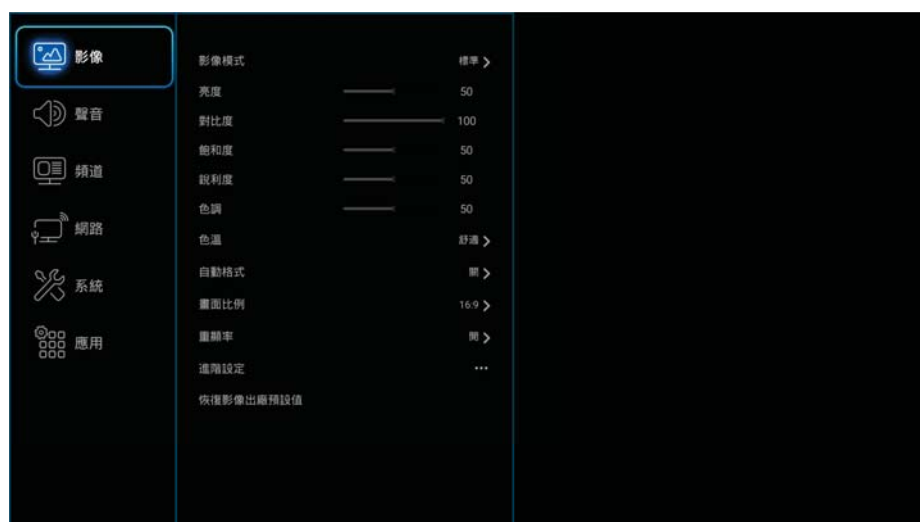 影像
聲音
頻道
網路
系統
應用
影像模式 標準
亮度 50
對比度 100
飽和度 50
銳利度 50
色調 50
色溫 舒適
自動格式 關
畫面比例 16:9
重顯率 開
進階設定 •••
恢復影像出廠預設值